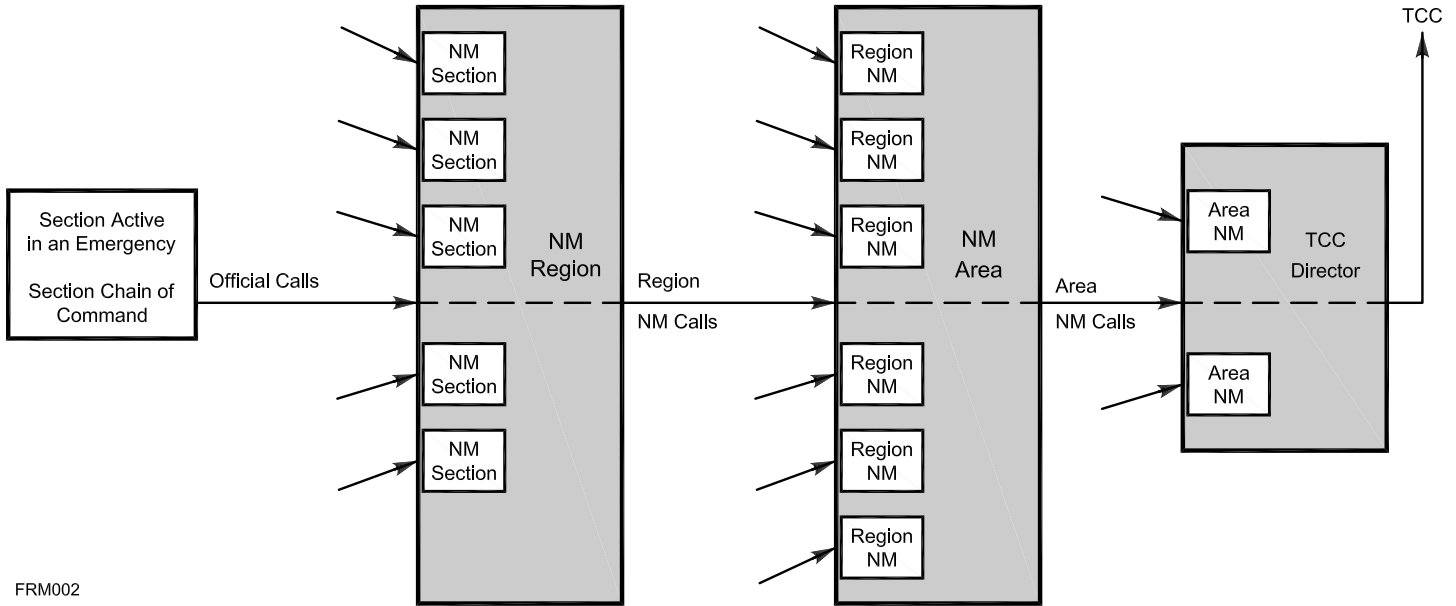 TCC
NM
Section
NM
Section
NM
Section
NM
Section
NM
Section
NM
Region
Region
NM
Region
NM
Region
NM
Region
NM
Region
NM
Region
NM
NM
Area
Area
NM
Area
NM
TCC
Director
Section Active
in an Emergency
Section Chain of
Command
Official Calls
Region
NM Calls
Area
NM Calls
FRM002